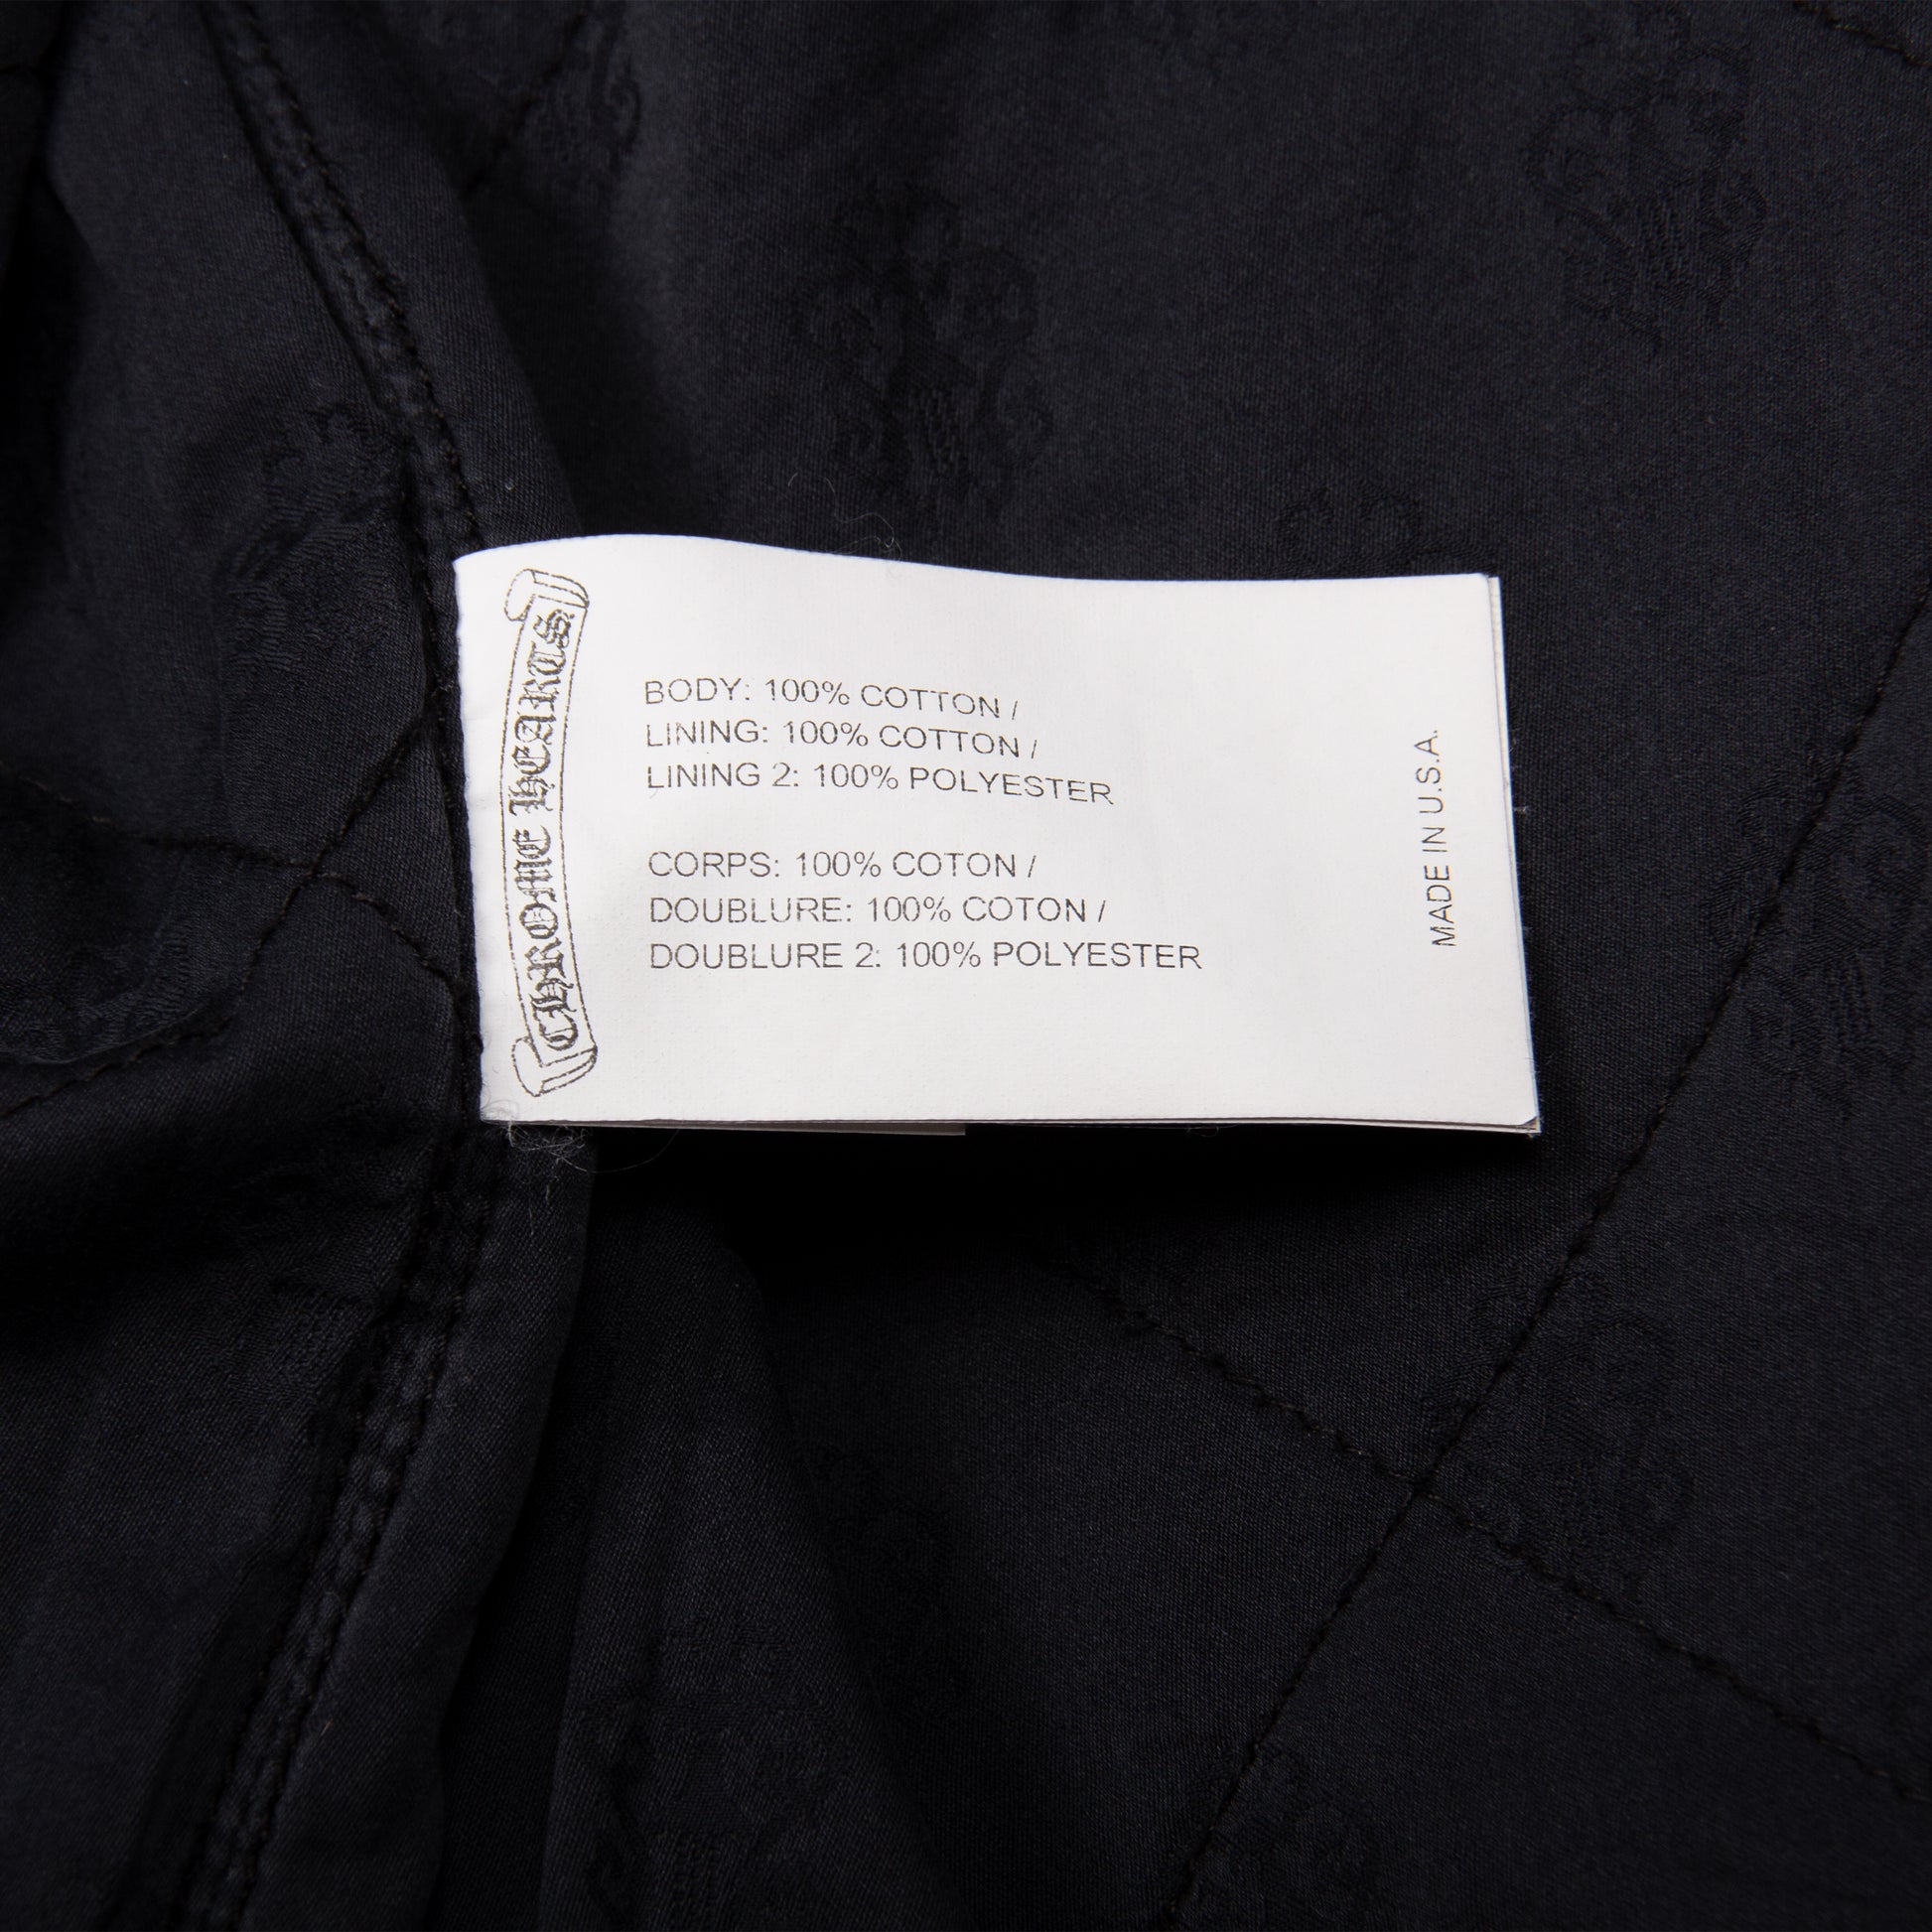 CHROME HEARTS
BODY: 100% COTTON /
LINING: 100% COTTON /
LINING 2: 100% POLYESTER
CORPS: 100% COTON /
DOUBLURE: 100% COTON /
DOUBLURE 2: 100% POLYESTER
MADE IN U.S.A.